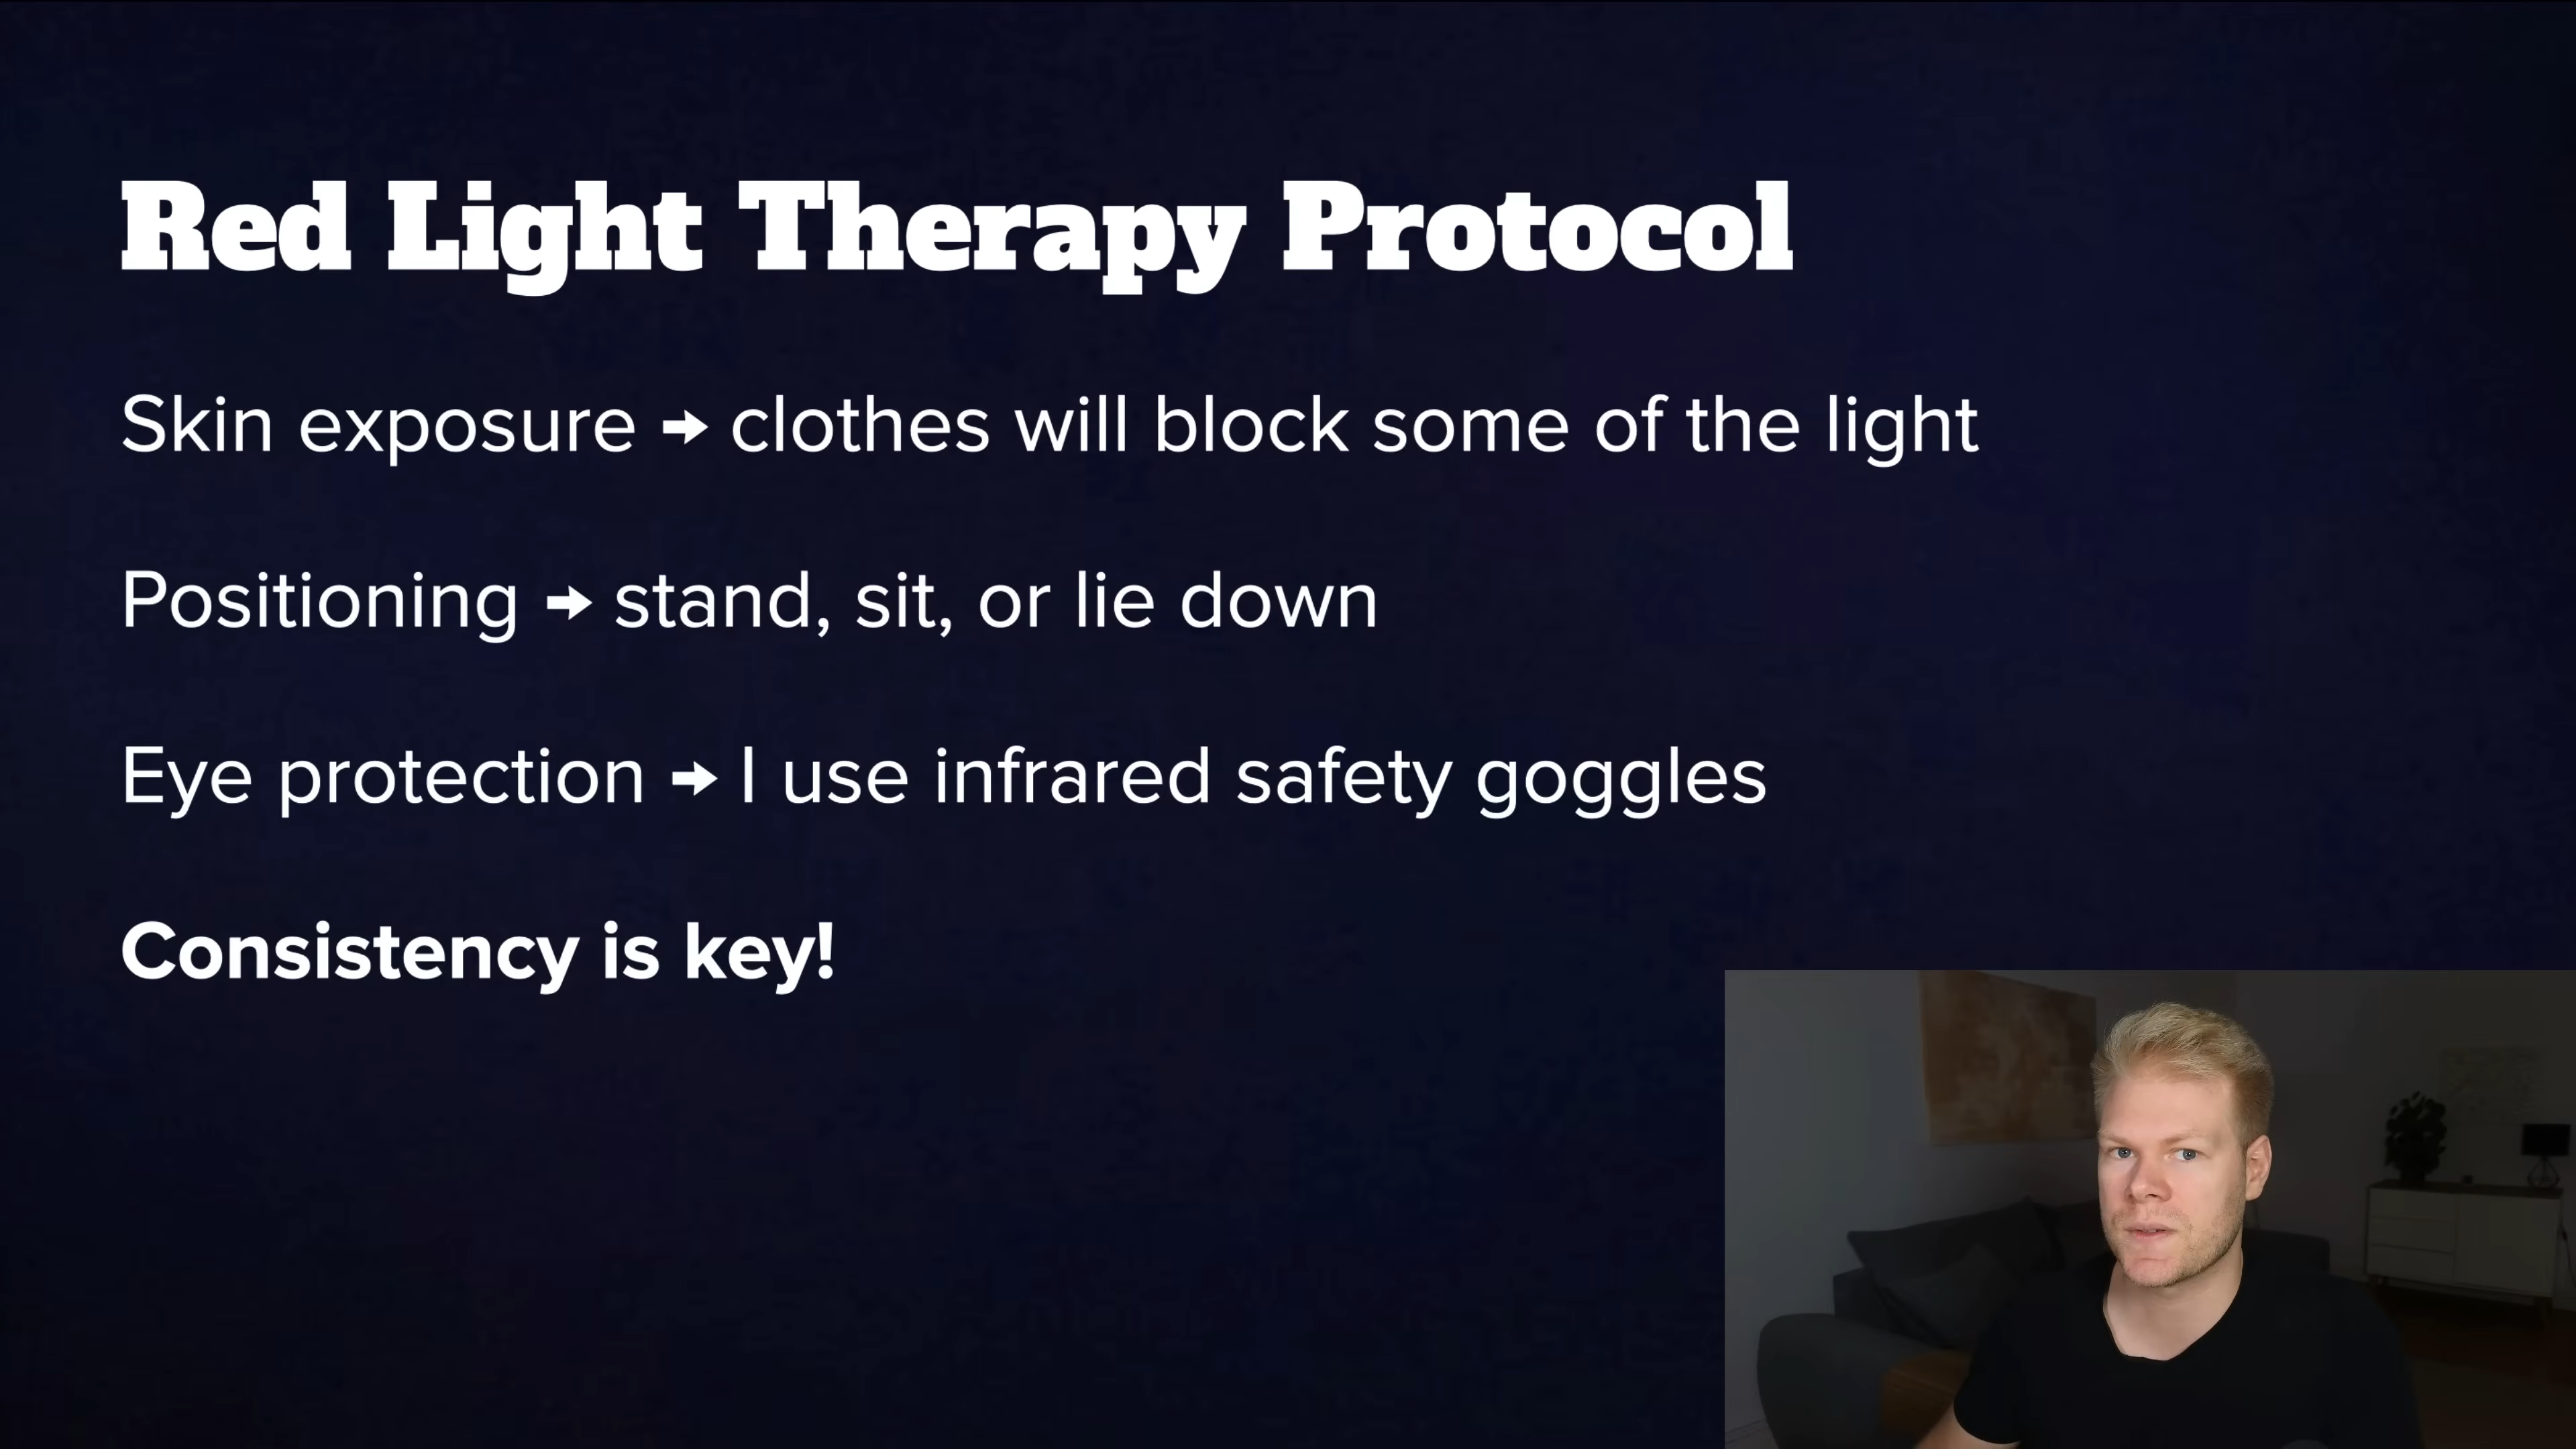 Red Light Therapy Protocol
Skin exposure → clothes will block some of the light
Positioning → stand, sit, or lie down
Eye protection → I use infrared safety goggles
Consistency is key!